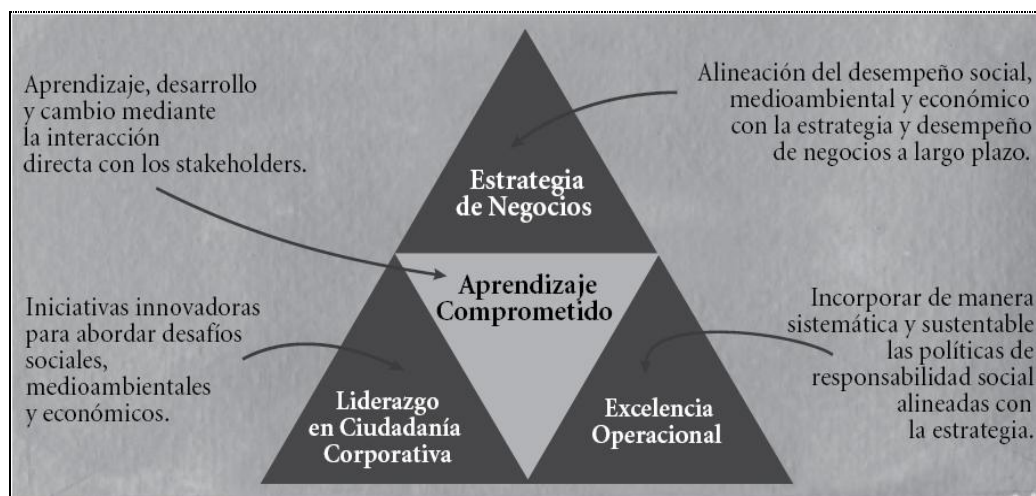 Aprendizaje, desarrollo
y cambio mediante
la interacción
directa con los stakeholders.
Alineación del desempeño social,
medioambiental y económico
con la estrategia y desempeño
de negocios a largo plazo.
Estrategia
de Negocios
Aprendizaje
Comprometido
Iniciativas innovadoras
para abordar desafíos
sociales,
medioambientales
y económicos.
Incorporar de manera
sistemática y sustentable
las políticas de
responsabilidad social
alineadas con
la estrategia.
Liderazgo
en Ciudadanía
Corporativa
Excelencia
Operacional